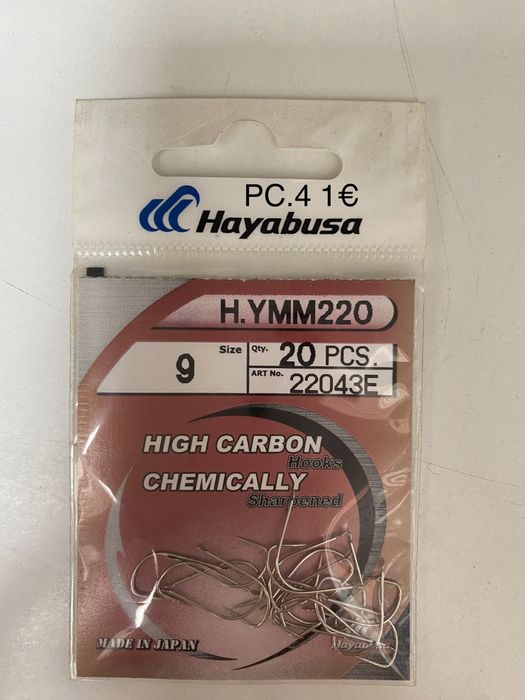 PC.4 1€
Hayabusa
H.YMM220
9 Size Qty. 20 PCS.
ART No. 22043E
HIGH CARBON
Hooks
CHEMICALLY
Sharpened
MADE IN JAPAN
Hayabusa